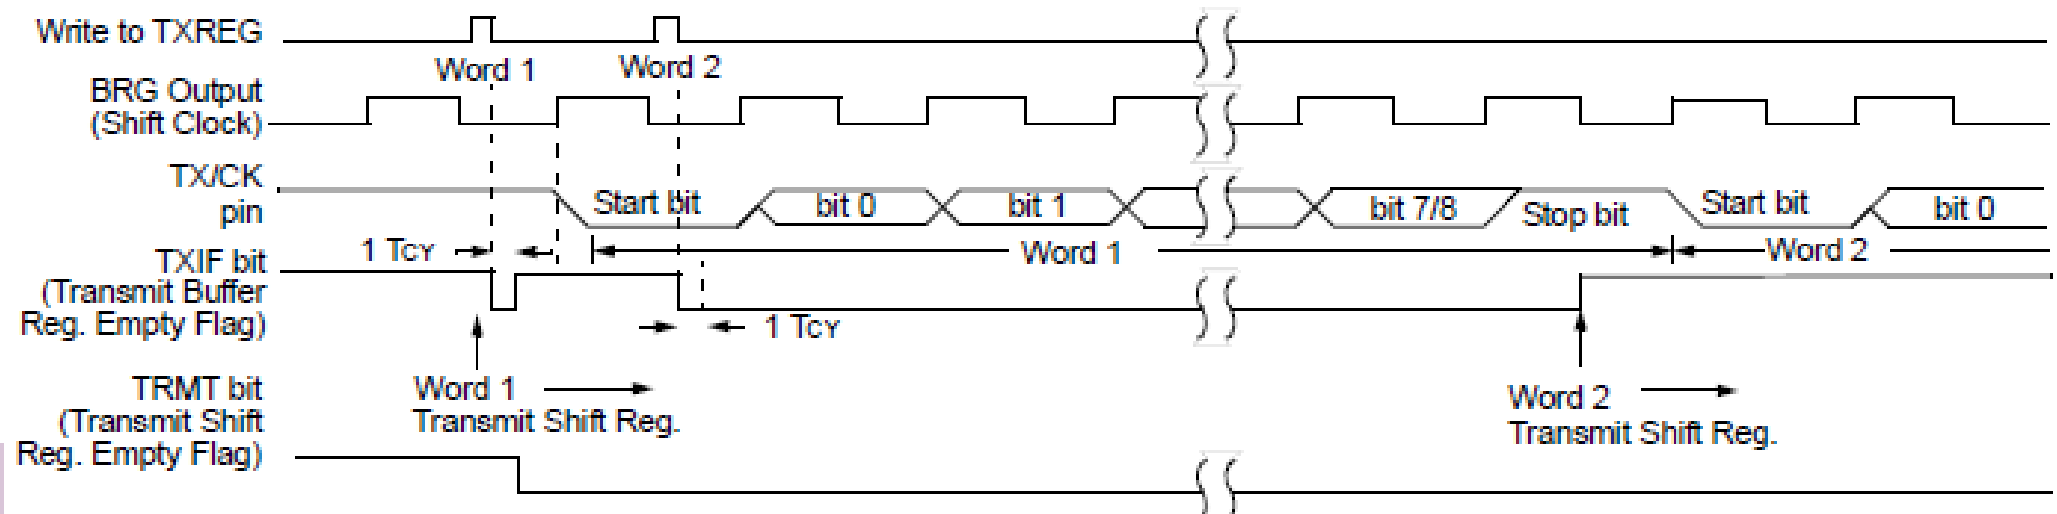 Write to TXREG
Word 1
Word 2
BRG Output
(Shift Clock)
TX/CK
pin
Start bit
bit 0
bit 1
bit 7/8
Stop bit
Start bit
bit 0
1 TCY
Word 1
Word 2
TXIF bit
(Transmit Buffer
Reg. Empty Flag)
1 TCY
TRMT bit
(Transmit Shift
Reg. Empty Flag)
Word 1
Transmit Shift Reg.
Word 2
Transmit Shift Reg.